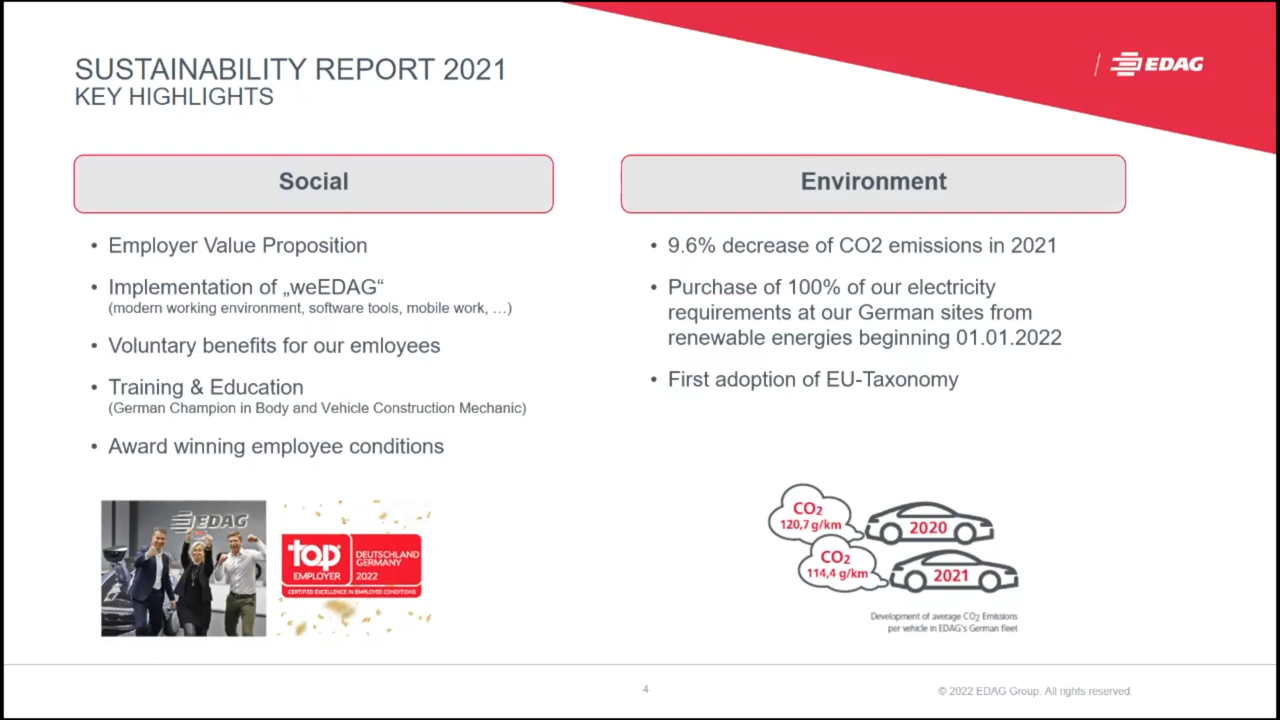 SUSTAINABILITY REPORT 2021
KEY HIGHLIGHTS
EDAG
Social
• Employer Value Proposition
• Implementation of „weEDAG“
(modern working environment, software tools, mobile work, …)
• Voluntary benefits for our emloyees
• Training & Education
(German Champion in Body and Vehicle Construction Mechanic)
• Award winning employee conditions
EDAG
top
EMPLOYER
DEUTSCHLAND
GERMANY
2022
CERTIFIED EXCELLENCE IN EMPLOYEE CONDITIONS
Environment
• 9.6% decrease of CO2 emissions in 2021
• Purchase of 100% of our electricity
requirements at our German sites from
renewable energies beginning 01.01.2022
• First adoption of EU-Taxonomy
CO₂
120,7 g/km
2020
CO₂
114,4 g/km
2021
Development of average CO₂ Emissions
per vehicle in EDAG's German fleet
4
© 2022 EDAG Group. All rights reserved.